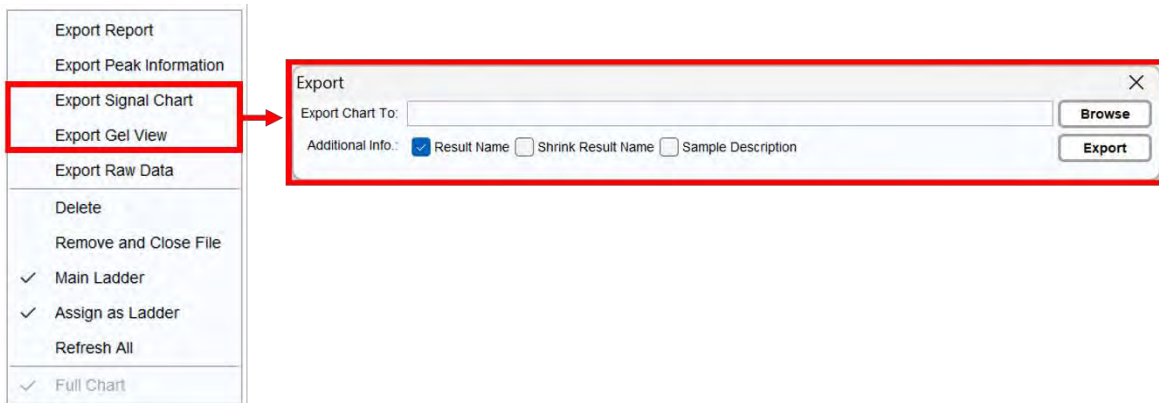 Export Report
Export Peak Information
Export Signal Chart
Export Gel View
Export Raw Data
Delete
Remove and Close File
Main Ladder
Assign as Ladder
Refresh All
Full Chart
Export
Export Chart To:
Browse
Additional Info.: Result Name Shrink Result Name Sample Description
Export